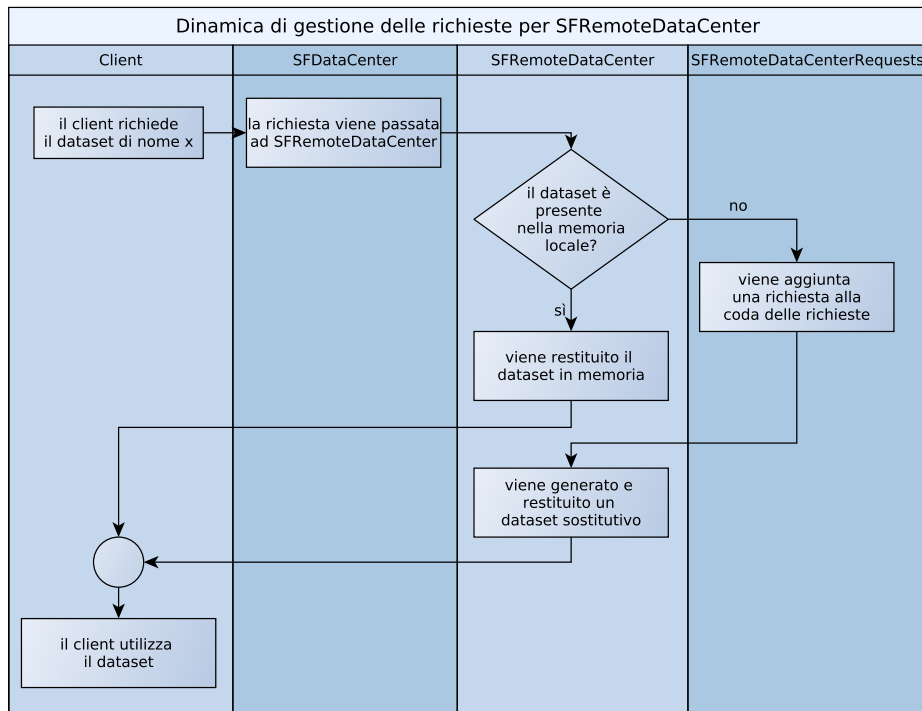 Dinamica di gestione delle richieste per SFRemoteDataCenter
Client
SFDataCenter
SFRemoteDataCenter
SFRemoteDataCenterRequests
il client richiede
il dataset di nome x
la richiesta viene passata
ad SFRemoteDataCenter
il dataset è
presente
nella memoria
locale?
no
viene aggiunta
una richiesta alla
coda delle richieste
sì
viene restituito il
dataset in memoria
viene generato e
restituito un
dataset sostitutivo
il client utilizza
il dataset